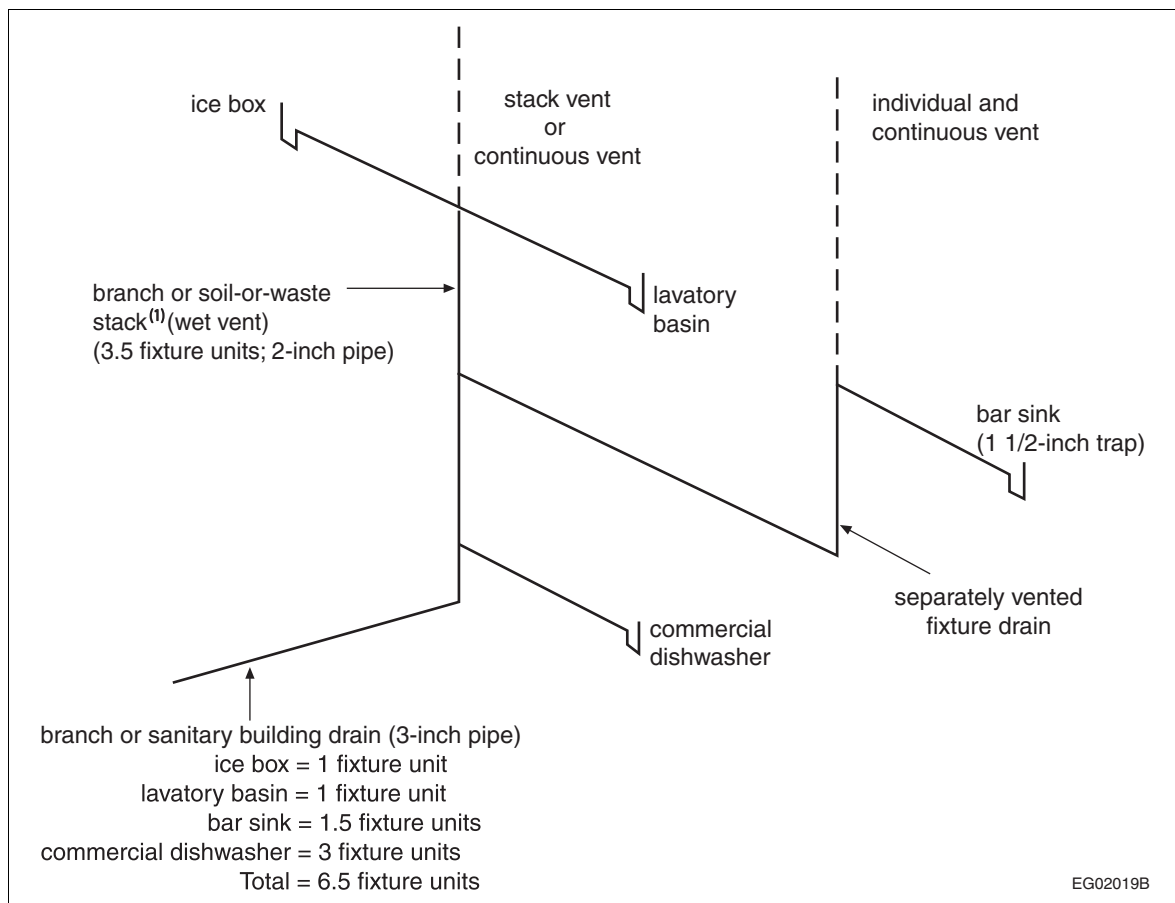 ice box
stack vent
or
continuous vent
individual and
continuous vent
branch or soil-or-waste
stack(1) (wet vent)
(3.5 fixture units; 2-inch pipe)
lavatory
basin
bar sink
(1 1/2-inch trap)
separately vented
fixture drain
commercial
dishwasher
branch or sanitary building drain (3-inch pipe)
ice box = 1 fixture unit
lavatory basin = 1 fixture unit
bar sink = 1.5 fixture units
commercial dishwasher = 3 fixture units
Total = 6.5 fixture units
EG02019B